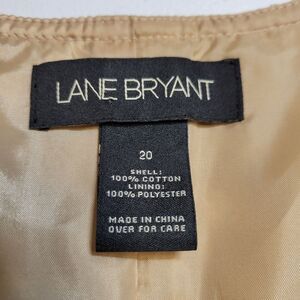 LANE BRYANT
20
SHELL:
100% COTTON
LINING:
100% POLYESTER
MADE IN CHINA
OVER FOR CARE